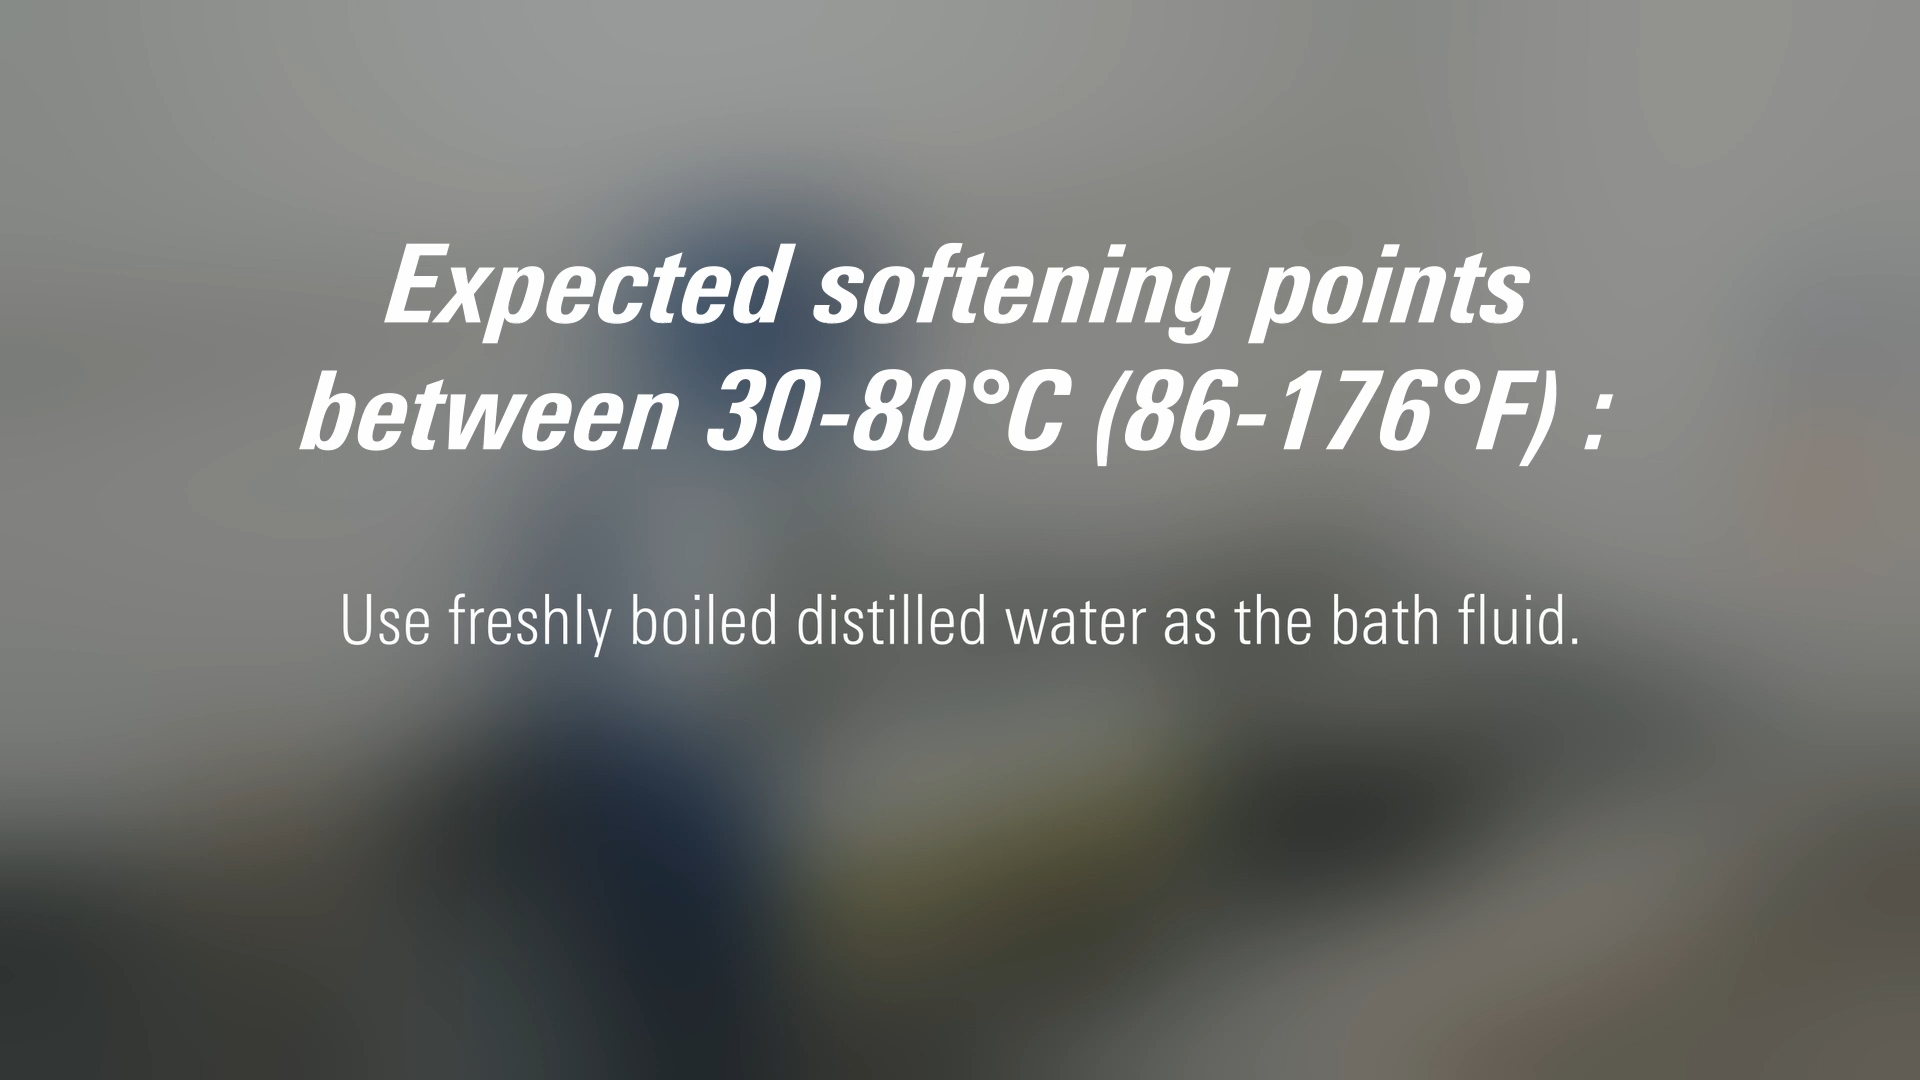 Expected softening points
between 30-80°C (86-176°F) :
Use freshly boiled distilled water as the bath fluid.